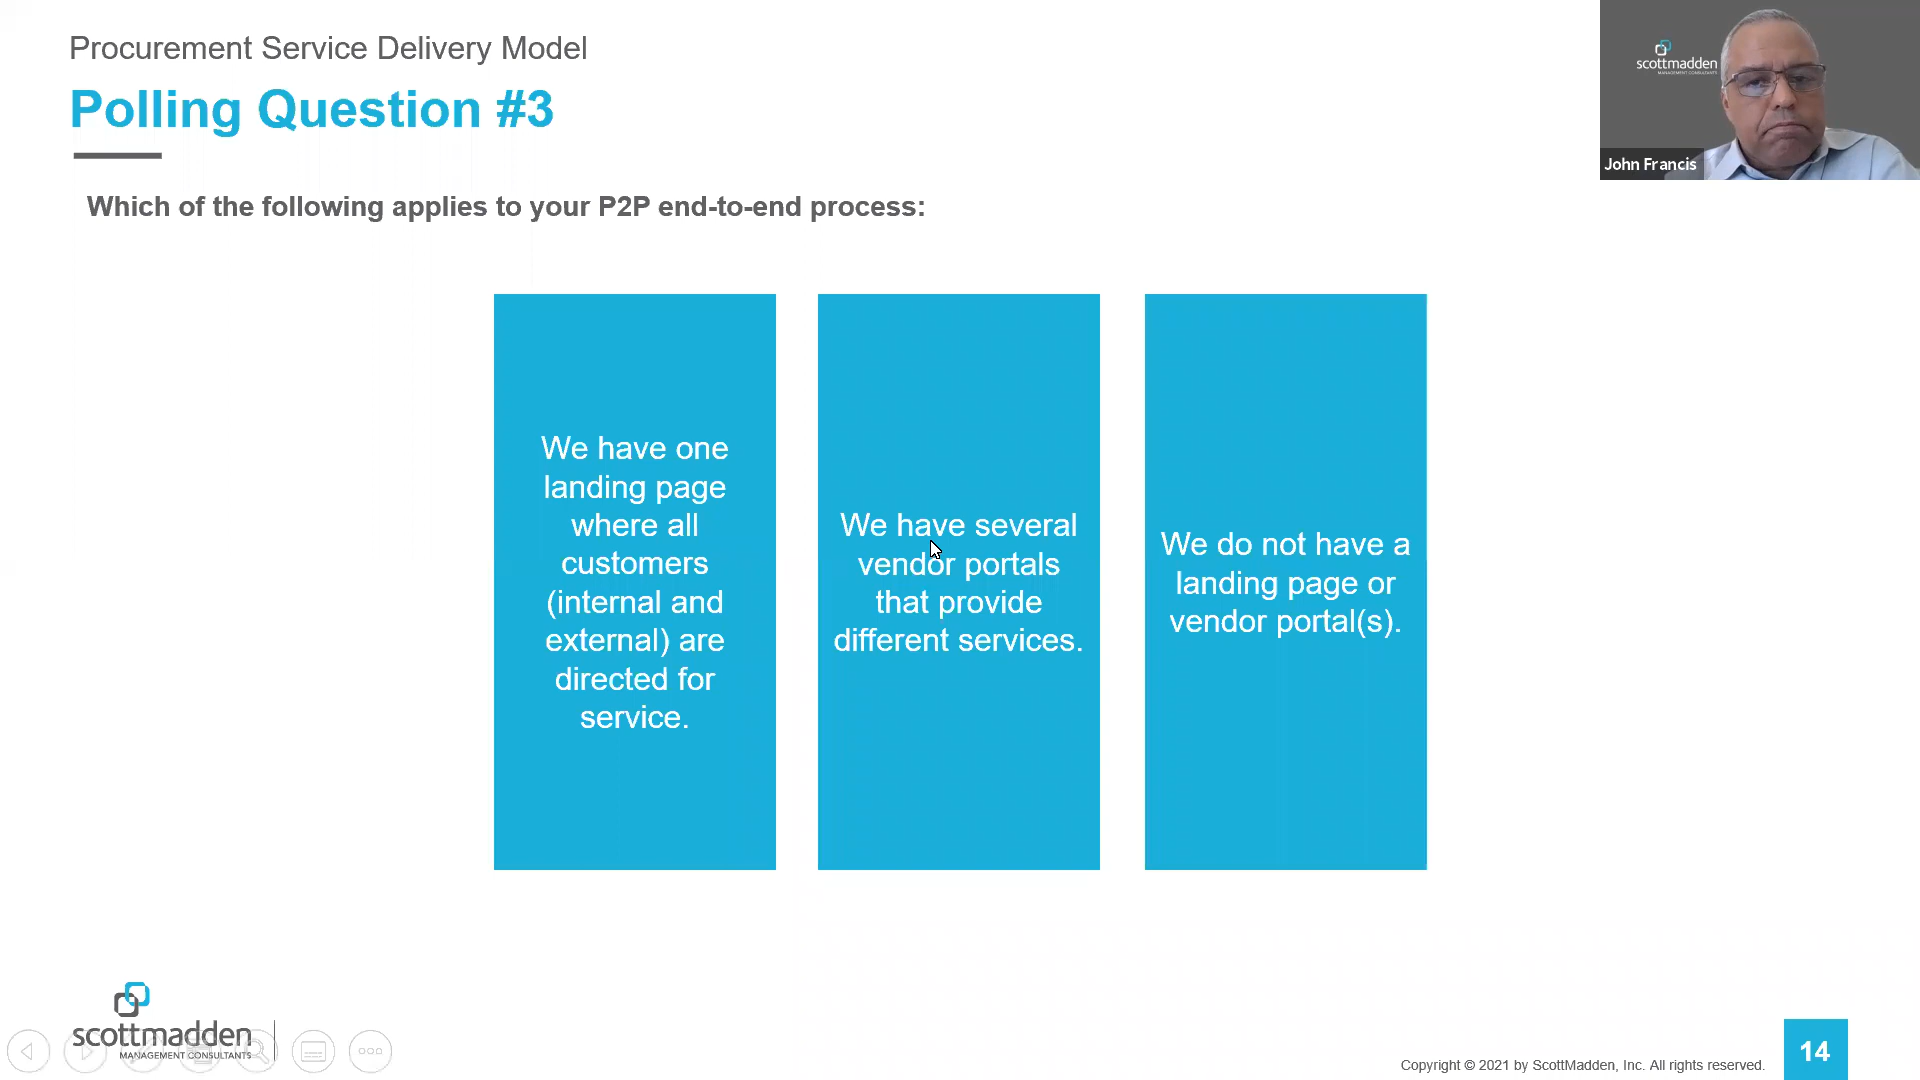 Procurement Service Delivery Model
Polling Question #3
Which of the following applies to your P2P end-to-end process:
We have one
landing page
where all
customers
(internal and
external) are
directed for
service.
We have several
vendor portals
that provide
different services.
We do not have a
landing page or
vendor portal(s).
scottmadden
MANAGEMENT CONSULTANTS
John Francis
scottmadden
MANAGEMENT CONSULTANTS
Copyright © 2021 by ScottMadden, Inc. All rights reserved.
14